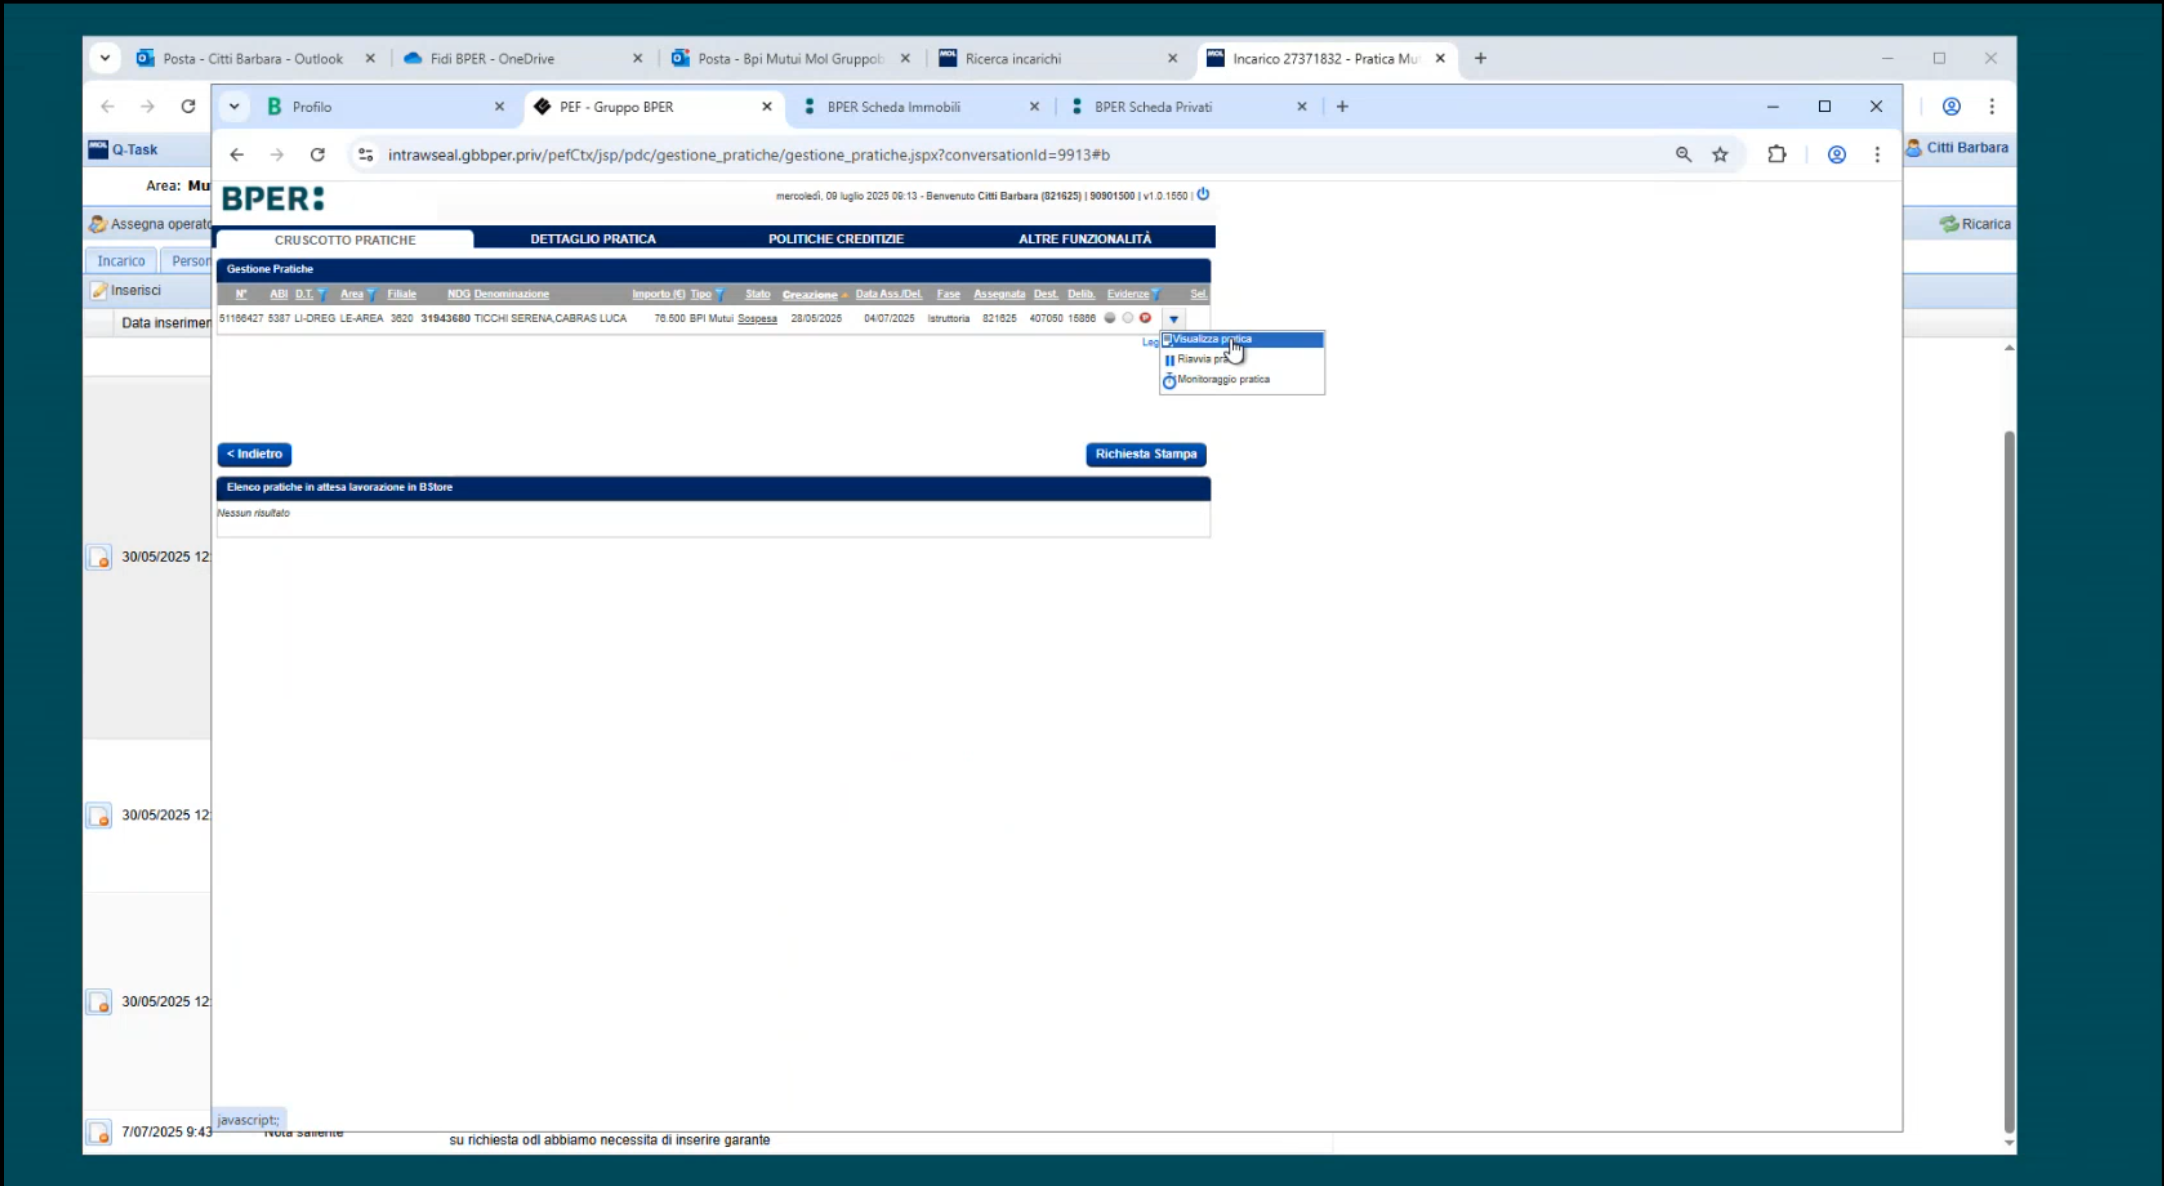 Posta - Citti Barbara - Outlook
Fidi BPER - OneDrive
Posta - Bpi Mutui Mol Gruppob
Ricerca incarichi
Incarico 27371832 - Pratica Mu
Profilo
PEF - Gruppo BPER
BPER Scheda Immobili
BPER Scheda Privati
intrawseal.gbbper.priv/pefCtx/jsp/pdc/gestione_pratiche/gestione_pratiche.jspx?conversationId=9913#b
MOL Q-Task
Citti Barbara
Area: Mu
BPER:
mercoledì, 09 luglio 2025 09:13 - Benvenuto Citti Barbara (821625) | 90901500 | v1.0.1550 |
Assegna operato
Ricarica
CRUSCOTTO PRATICHE
DETTAGLIO PRATICA
POLITICHE CREDITIZIE
ALTRE FUNZIONALITÀ
Incarico
Person
Gestione Pratiche
Inserisci
N° ABI D.T. Area Filiale NDG Denominazione Importo (€) Tipo Stato Creazione Data Ass./Del. Fase Assegnata Dest. Delib. Evidenze Sel.
51166427 5387 LI-DREG LE-AREA 3620 31943680 TICCHI SERENA,CABRAS LUCA 76.500 BPI Mutui Sospesa 28/05/2025 04/07/2025 Istruttoria 821625 407050 15866
Data inserimen
Leg
Visualizza pratica
Riavvia pra
Monitoraggio pratica
< Indietro
Richiesta Stampa
Elenco pratiche in attesa lavorazione in BStore
Nessun risultato
30/05/2025 12:
30/05/2025 12:
30/05/2025 12:
javascript:;
7/07/2025 9:43
Nota saliente
su richiesta odl abbiamo necessita di inserire garante